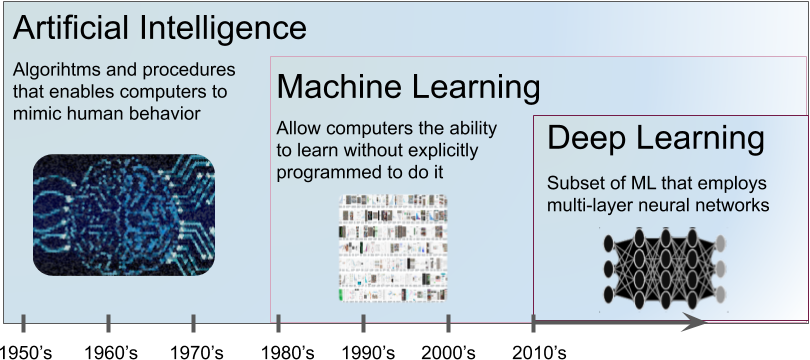 Artificial Intelligence
Algorihtms and procedures
that enables computers to
mimic human behavior
Machine Learning
Allow computers the ability
to learn without explicitly
programmed to do it
Deep Learning
Subset of ML that employs
multi-layer neural networks
1950's 1960's 1970's 1980's 1990's 2000's 2010's